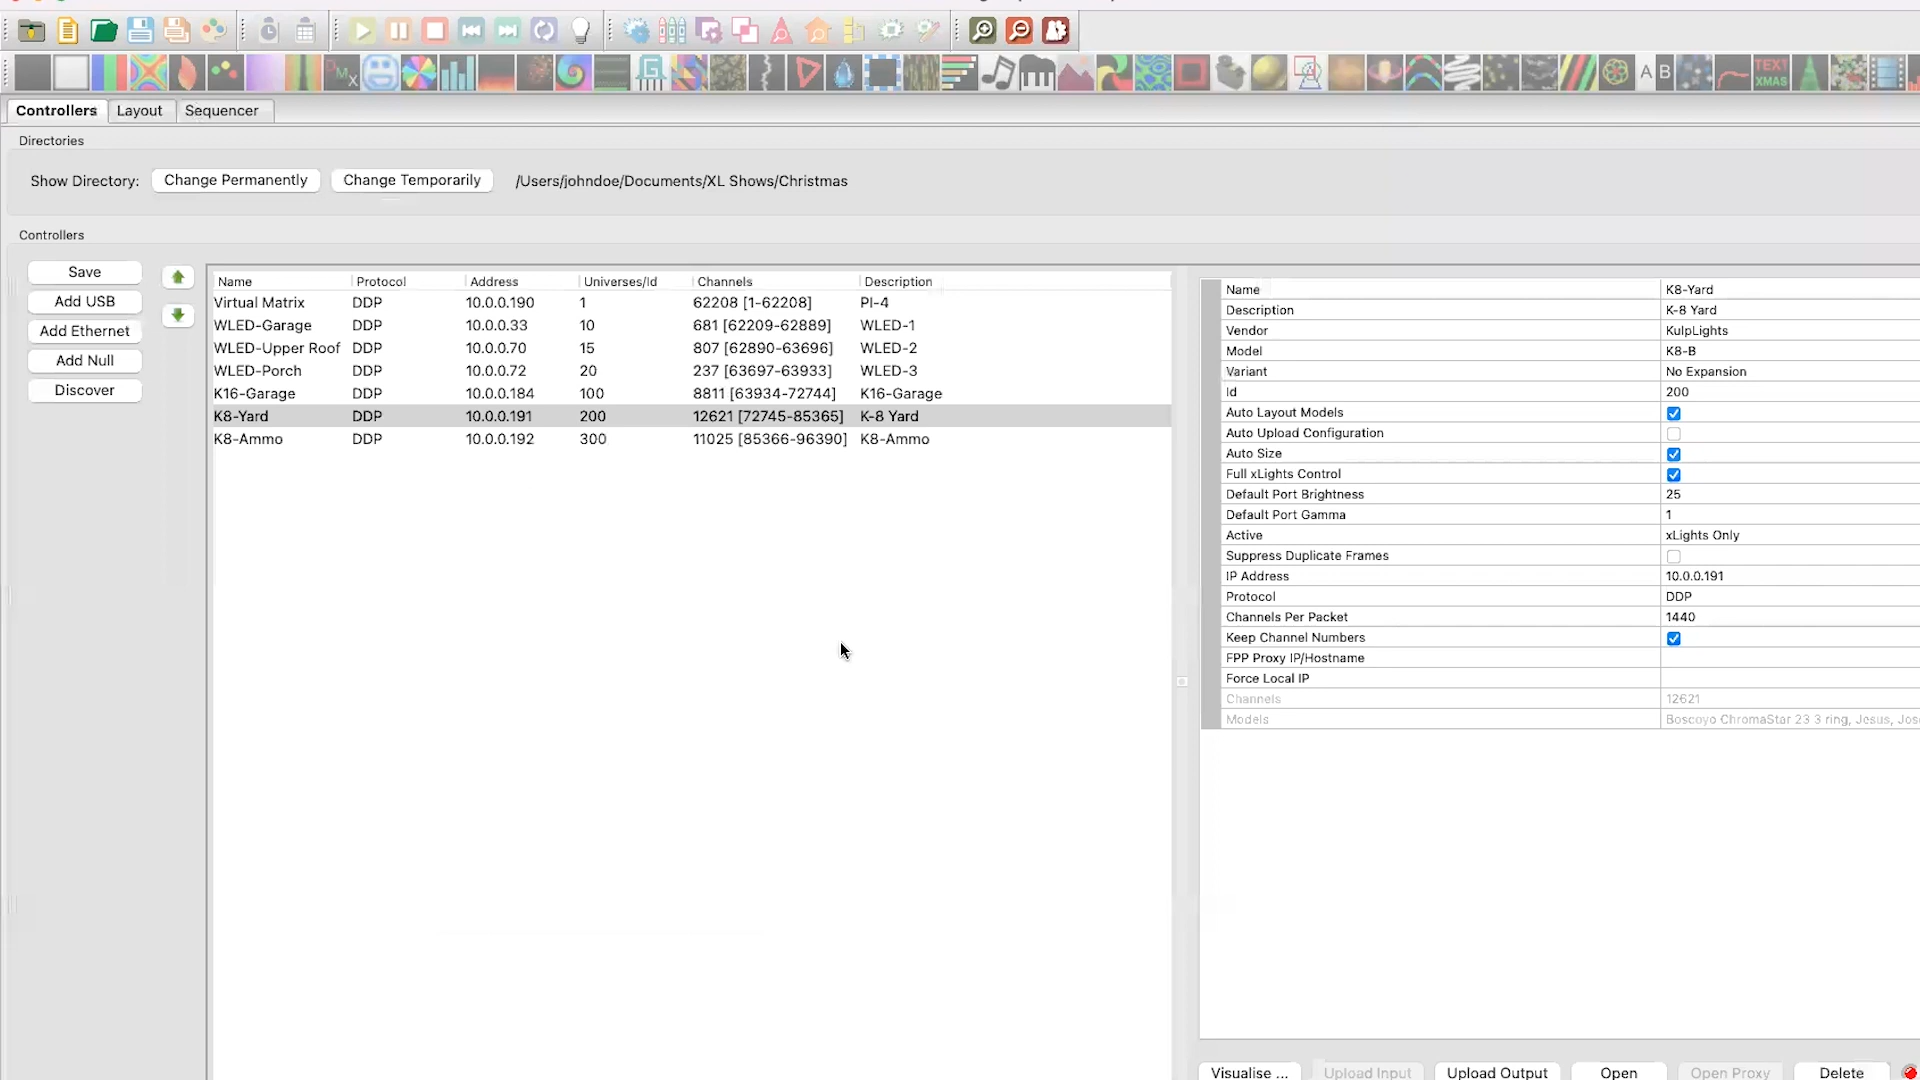 Controllers Layout Sequencer
Directories
Show Directory: Change Permanently Change Temporarily /Users/johndoe/Documents/XL Shows/Christmas
Controllers
Save
Add USB
Add Ethernet
Add Null
Discover
Name Protocol Address Universes/Id Channels Description
Virtual Matrix DDP 10.0.0.190 1 62208 [1-62208] PI-4
WLED-Garage DDP 10.0.0.33 10 681 [62209-62889] WLED-1
WLED-Upper Roof DDP 10.0.0.70 15 807 [62890-63696] WLED-2
WLED-Porch DDP 10.0.0.72 20 237 [63697-63933] WLED-3
K16-Garage DDP 10.0.0.184 100 8811 [63934-72744] K16-Garage
K8-Yard DDP 10.0.0.191 200 12621 [72745-85365] K-8 Yard
K8-Ammo DDP 10.0.0.192 300 11025 [85366-96390] K8-Ammo
Name K8-Yard
Description K-8 Yard
Vendor KulpLights
Model K8-B
Variant No Expansion
Id 200
Auto Layout Models
Auto Upload Configuration
Auto Size
Full xLights Control
Default Port Brightness 25
Default Port Gamma 1
Active xLights Only
Suppress Duplicate Frames
IP Address 10.0.0.191
Protocol DDP
Channels Per Packet 1440
Keep Channel Numbers
FPP Proxy IP/Hostname
Force Local IP
Channels 12621
Models Boscoyo ChromaStar 23 3 ring, Jesus, Jos
Visualise ... Upload Input Upload Output Open Open Proxy Delete